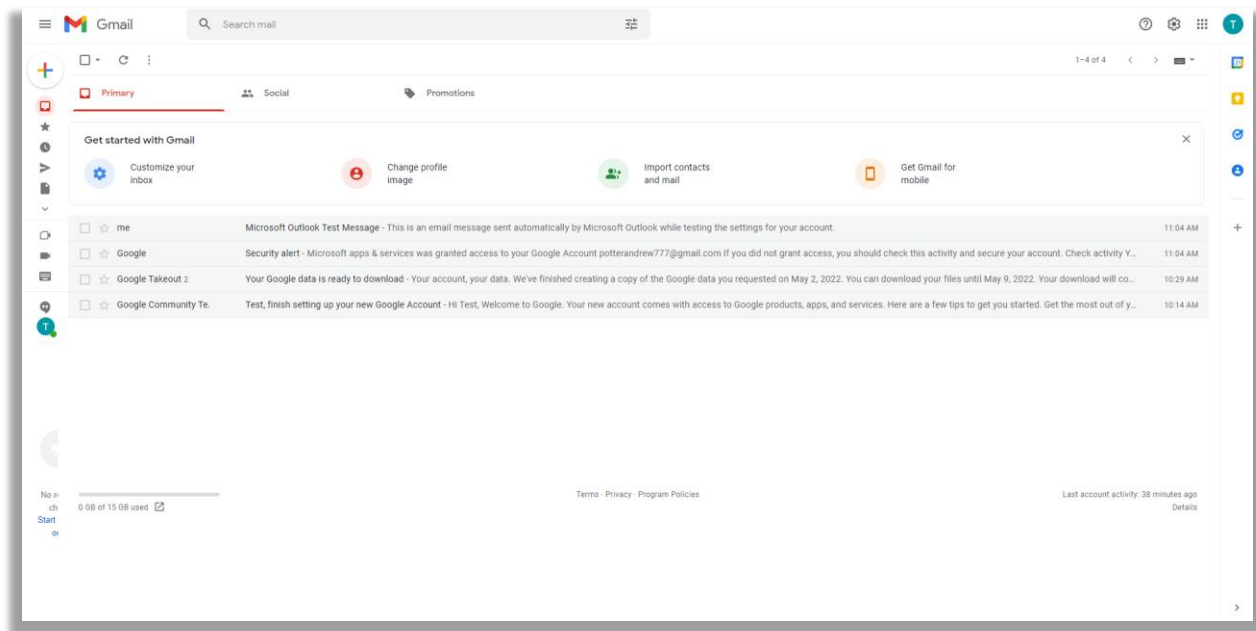 Gmail
Search mail
T
1–4 of 4
Primary
Social
Promotions
Get started with Gmail
Customize your
inbox
Change profile
image
Import contacts
and mail
Get Gmail for
mobile
me Microsoft Outlook Test Message - This is an email message sent automatically by Microsoft Outlook while testing the settings for your account. 11:04 AM
Google Security alert - Microsoft apps & services was granted access to your Google Account potterandrew777@gmail.com If you did not grant access, you should check this activity and secure your account. Check activity Y... 11:04 AM
Google Takeout 2 Your Google data is ready to download - Your account, your data. We've finished creating a copy of the Google data you requested on May 2, 2022. You can download your files until May 9, 2022. Your download will co... 10:29 AM
Google Community Te. Test, finish setting up your new Google Account - Hi Test, Welcome to Google. Your new account comes with access to Google products, apps, and services. Here are a few tips to get you started. Get the most out of y... 10:14 AM
T
No
ch
Start
0 GB of 15 GB used
Terms · Privacy · Program Policies
Last account activity: 38 minutes ago
Details